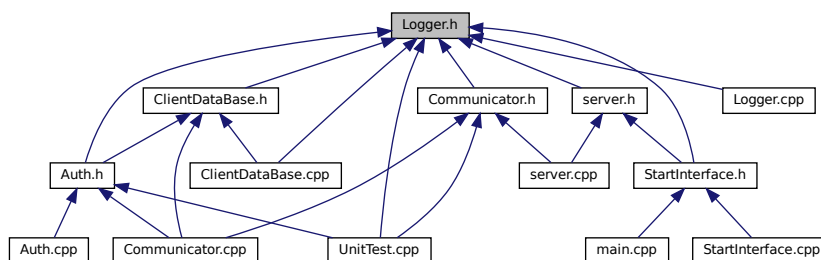 Logger.h
ClientDataBase.h
Communicator.h
server.h
Logger.cpp
Auth.h
ClientDataBase.cpp
server.cpp
StartInterface.h
Auth.cpp
Communicator.cpp
UnitTest.cpp
main.cpp
StartInterface.cpp